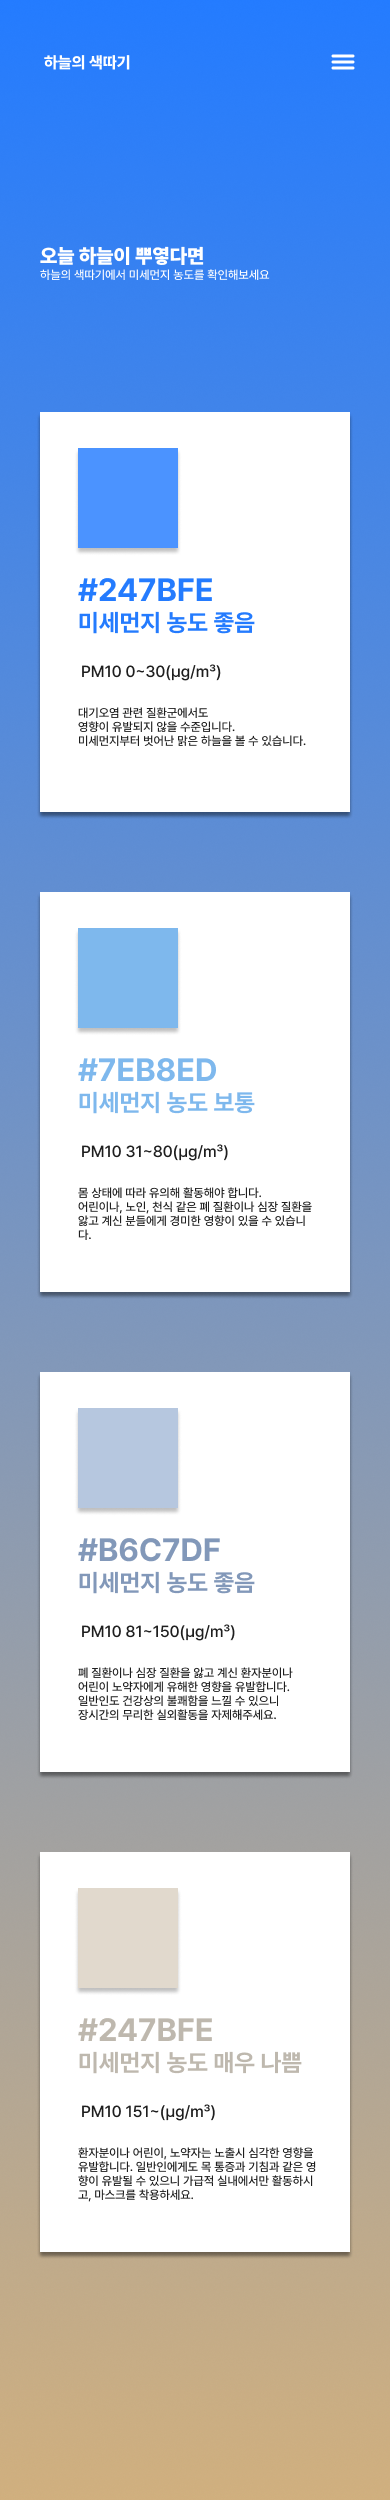 하늘의 색따기
오늘 하늘이 뿌옇다면
하늘의 색따기에서 미세먼지 농도를 확인해보세요
#247BFE
미세먼지 농도 좋음
PM10 0~30(μg/m³)
대기오염 관련 질환군에서도
영향이 유발되지 않을 수준입니다.
미세먼지부터 벗어난 맑은 하늘을 볼 수 있습니다.
#7EB8ED
미세먼지 농도 보통
PM10 31~80(μg/m³)
몸 상태에 따라 유의해 활동해야 합니다.
어린이나, 노인, 천식 같은 폐 질환이나 심장 질환을
앓고 계신 분들에게 경미한 영향이 있을 수 있습니
다.
#B6C7DF
미세먼지 농도 좋음
PM10 81~150(μg/m³)
폐 질환이나 심장 질환을 앓고 계신 환자분이나
어린이 노약자에게 유해한 영향을 유발합니다.
일반인도 건강상의 불쾌함을 느낄 수 있으니
장시간의 무리한 실외활동을 자제해주세요.
#247BFE
미세먼지 농도 매우 나쁨
PM10 151~(μg/m³)
환자분이나 어린이, 노약자는 노출시 심각한 영향을
유발합니다. 일반인에게도 목 통증과 기침과 같은 영
향이 유발될 수 있으니 가급적 실내에서만 활동하시
고, 마스크를 착용하세요.